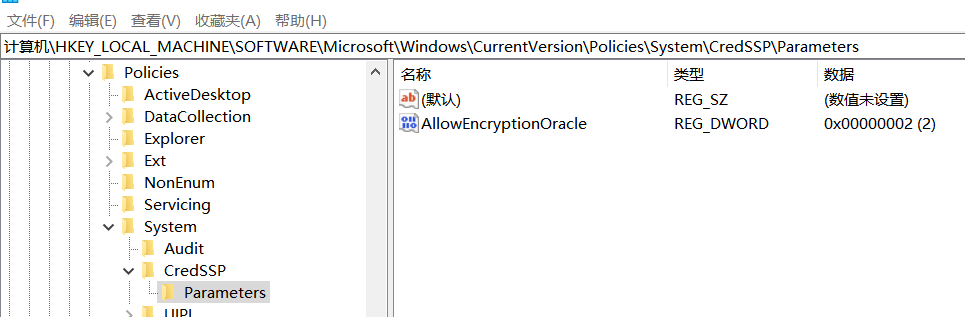 文件(F) 编辑(E) 查看(V) 收藏夹(A) 帮助(H)
计算机\HKEY_LOCAL_MACHINE\SOFTWARE\Microsoft\Windows\CurrentVersion\Policies\System\CredSSP\Parameters
Policies
ActiveDesktop
DataCollection
Explorer
Ext
NonEnum
Servicing
System
Audit
CredSSP
Parameters
UIPI
名称 类型 数据
(默认) REG_SZ (数值未设置)
AllowEncryptionOracle REG_DWORD 0x00000002 (2)